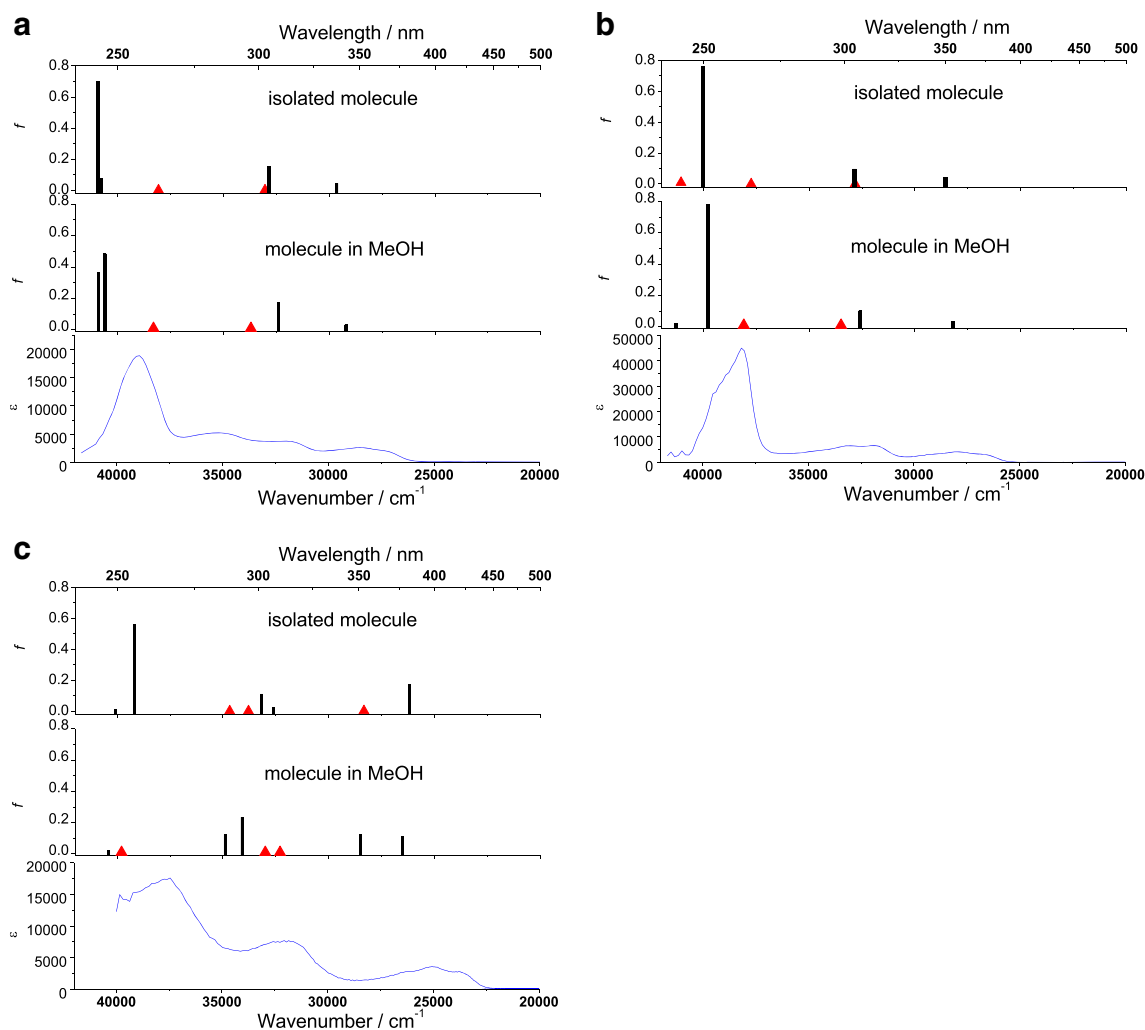 a
Wavelength / nm
250 300 350 400 450 500
0.8
0.6
0.4
0.2
0.0
f
isolated molecule
0.8
0.6
0.4
0.2
0.0
f
molecule in MeOH
20000
15000
10000
5000
0
ε
40000 35000 30000 25000 20000
Wavenumber / cm⁻¹
b
Wavelength / nm
250 300 350 400 450 500
0.8
0.6
0.4
0.2
0.0
f
isolated molecule
0.8
0.6
0.4
0.2
0.0
f
molecule in MeOH
50000
40000
30000
20000
10000
0
ε
40000 35000 30000 25000 20000
Wavenumber / cm⁻¹
c
Wavelength / nm
250 300 350 400 450 500
0.8
0.6
0.4
0.2
0.0
f
isolated molecule
0.8
0.6
0.4
0.2
0.0
f
molecule in MeOH
20000
15000
10000
5000
0
ε
40000 35000 30000 25000 20000
Wavenumber / cm⁻¹